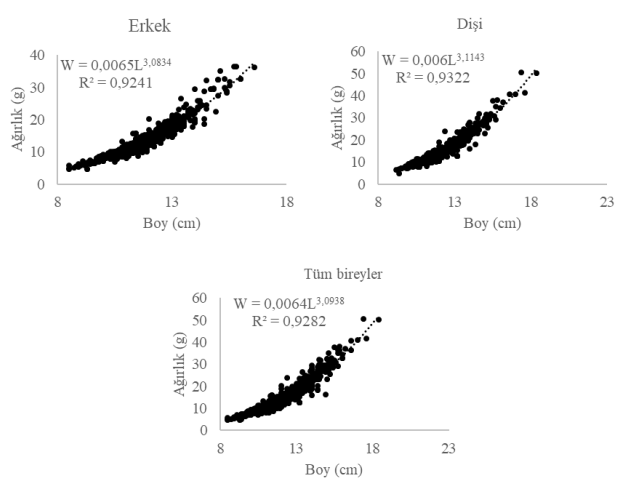 Erkek
W = 0,0065L3,0834
R² = 0,9241
Ağırlık (g)
40
30
20
10
0
8
13
18
Boy (cm)
Dişi
W = 0,006L3,1143
R² = 0,9322
Ağırlık (g)
60
50
40
30
20
10
0
8
13
18
23
Boy (cm)
Tüm bireyler
W = 0,0064L3,0938
R² = 0,9282
Ağırlık (g)
60
50
40
30
20
10
0
8
13
18
23
Boy (cm)